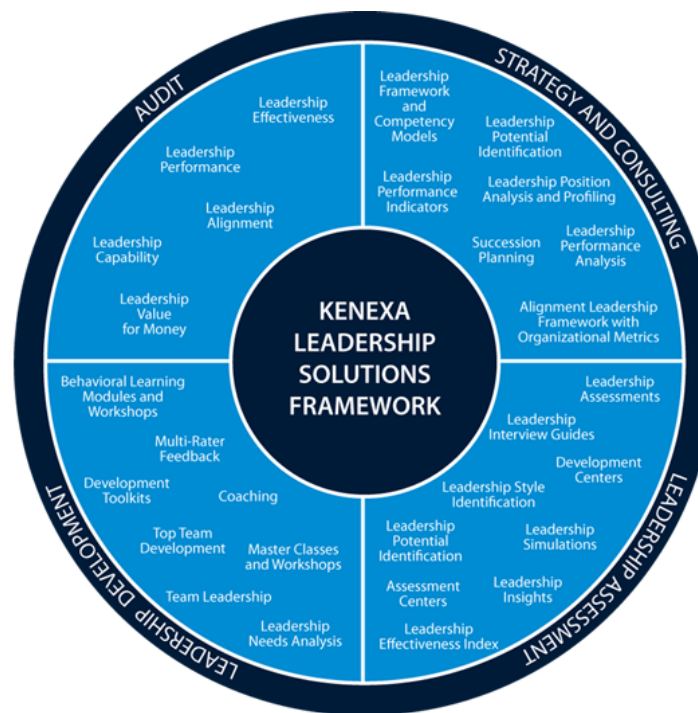 AUDIT
Leadership
Effectiveness
Leadership
Performance
Leadership
Alignment
Leadership
Capability
Leadership
Value
for Money
STRATEGY AND CONSULTING
Leadership
Framework
and
Competency
Models
Leadership
Potential
Identification
Leadership
Performance
Indicators
Leadership Position
Analysis and Profiling
Succession
Planning
Leadership
Performance
Analysis
Alignment Leadership
Framework with
Organizational Metrics
KENEXA
LEADERSHIP
SOLUTIONS
FRAMEWORK
LEADERSHIP DEVELOPMENT
Behavioral Learning
Modules and
Workshops
Multi-Rater
Feedback
Development
Toolkits
Coaching
Top Team
Development
Master Classes
and Workshops
Team Leadership
Leadership
Needs Analysis
LEADERSHIP ASSESSMENT
Leadership
Assessments
Leadership
Interview Guides
Development
Centers
Leadership Style
Identification
Leadership
Potential
Identification
Leadership
Simulations
Assessment
Centers
Leadership
Insights
Leadership
Effectiveness Index